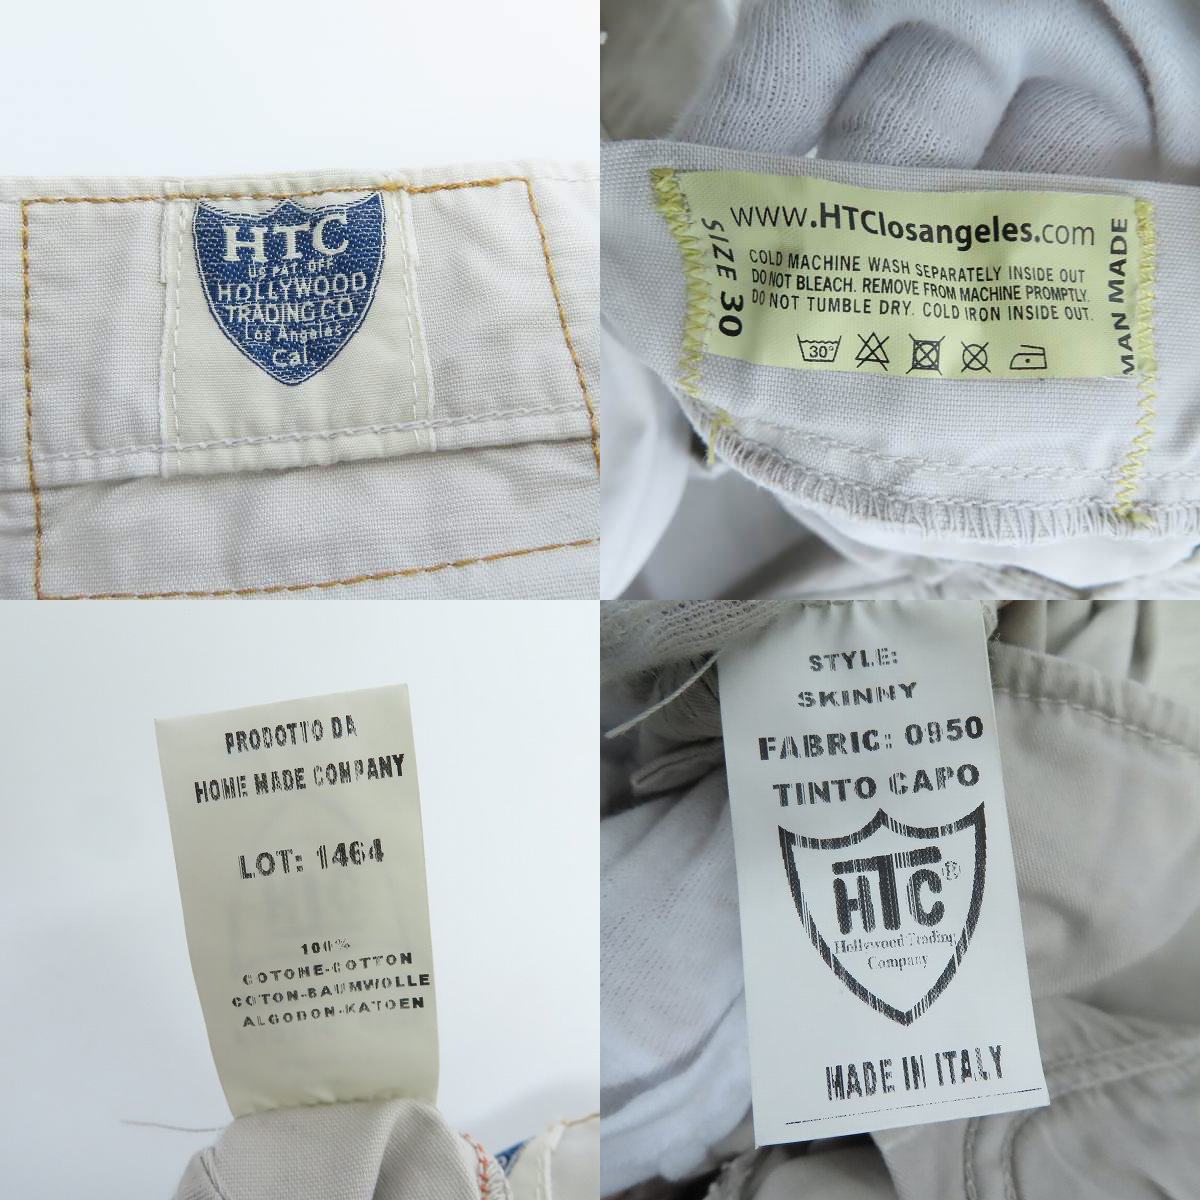 HTC
US PAT. OFF
HOLLYWOOD
TRADING CO
Los Angeles
Cal.
www.HTClosangeles.com
SIZE 30
COLD MACHINE WASH SEPARATELY INSIDE OUT
DO NOT BLEACH. REMOVE FROM MACHINE PROMPTLY.
DO NOT TUMBLE DRY. COLD IRON INSIDE OUT.
30°
MAN MADE
PRODOTTO DA
HOME MADE COMPANY
LOT: 1464
100%
COTONE-COTTON
COTON-BAUMWOLLE
ALGODON-KATOEN
STYLE:
SKINNY
FABRIC: 0950
TINTO CAPO
HTC®
Hollywood Trading
Company
MADE IN ITALY